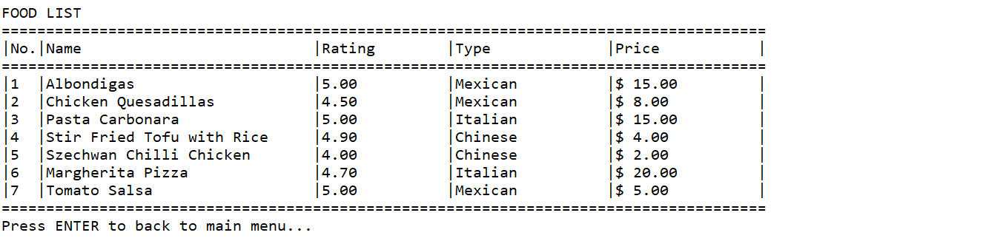 FOOD LIST
======================================================================================
|No.|Name                          |Rating        |Type             |Price           |
======================================================================================
|1  |Albondigas                    |5.00          |Mexican          |$ 15.00         |
|2  |Chicken Quesadillas           |4.50          |Mexican          |$ 8.00          |
|3  |Pasta Carbonara               |5.00          |Italian          |$ 15.00         |
|4  |Stir Fried Tofu with Rice     |4.90          |Chinese          |$ 4.00          |
|5  |Szechwan Chilli Chicken       |4.00          |Chinese          |$ 2.00          |
|6  |Margherita Pizza              |4.70          |Italian          |$ 20.00         |
|7  |Tomato Salsa                  |5.00          |Mexican          |$ 5.00          |
======================================================================================
Press ENTER to back to main menu...